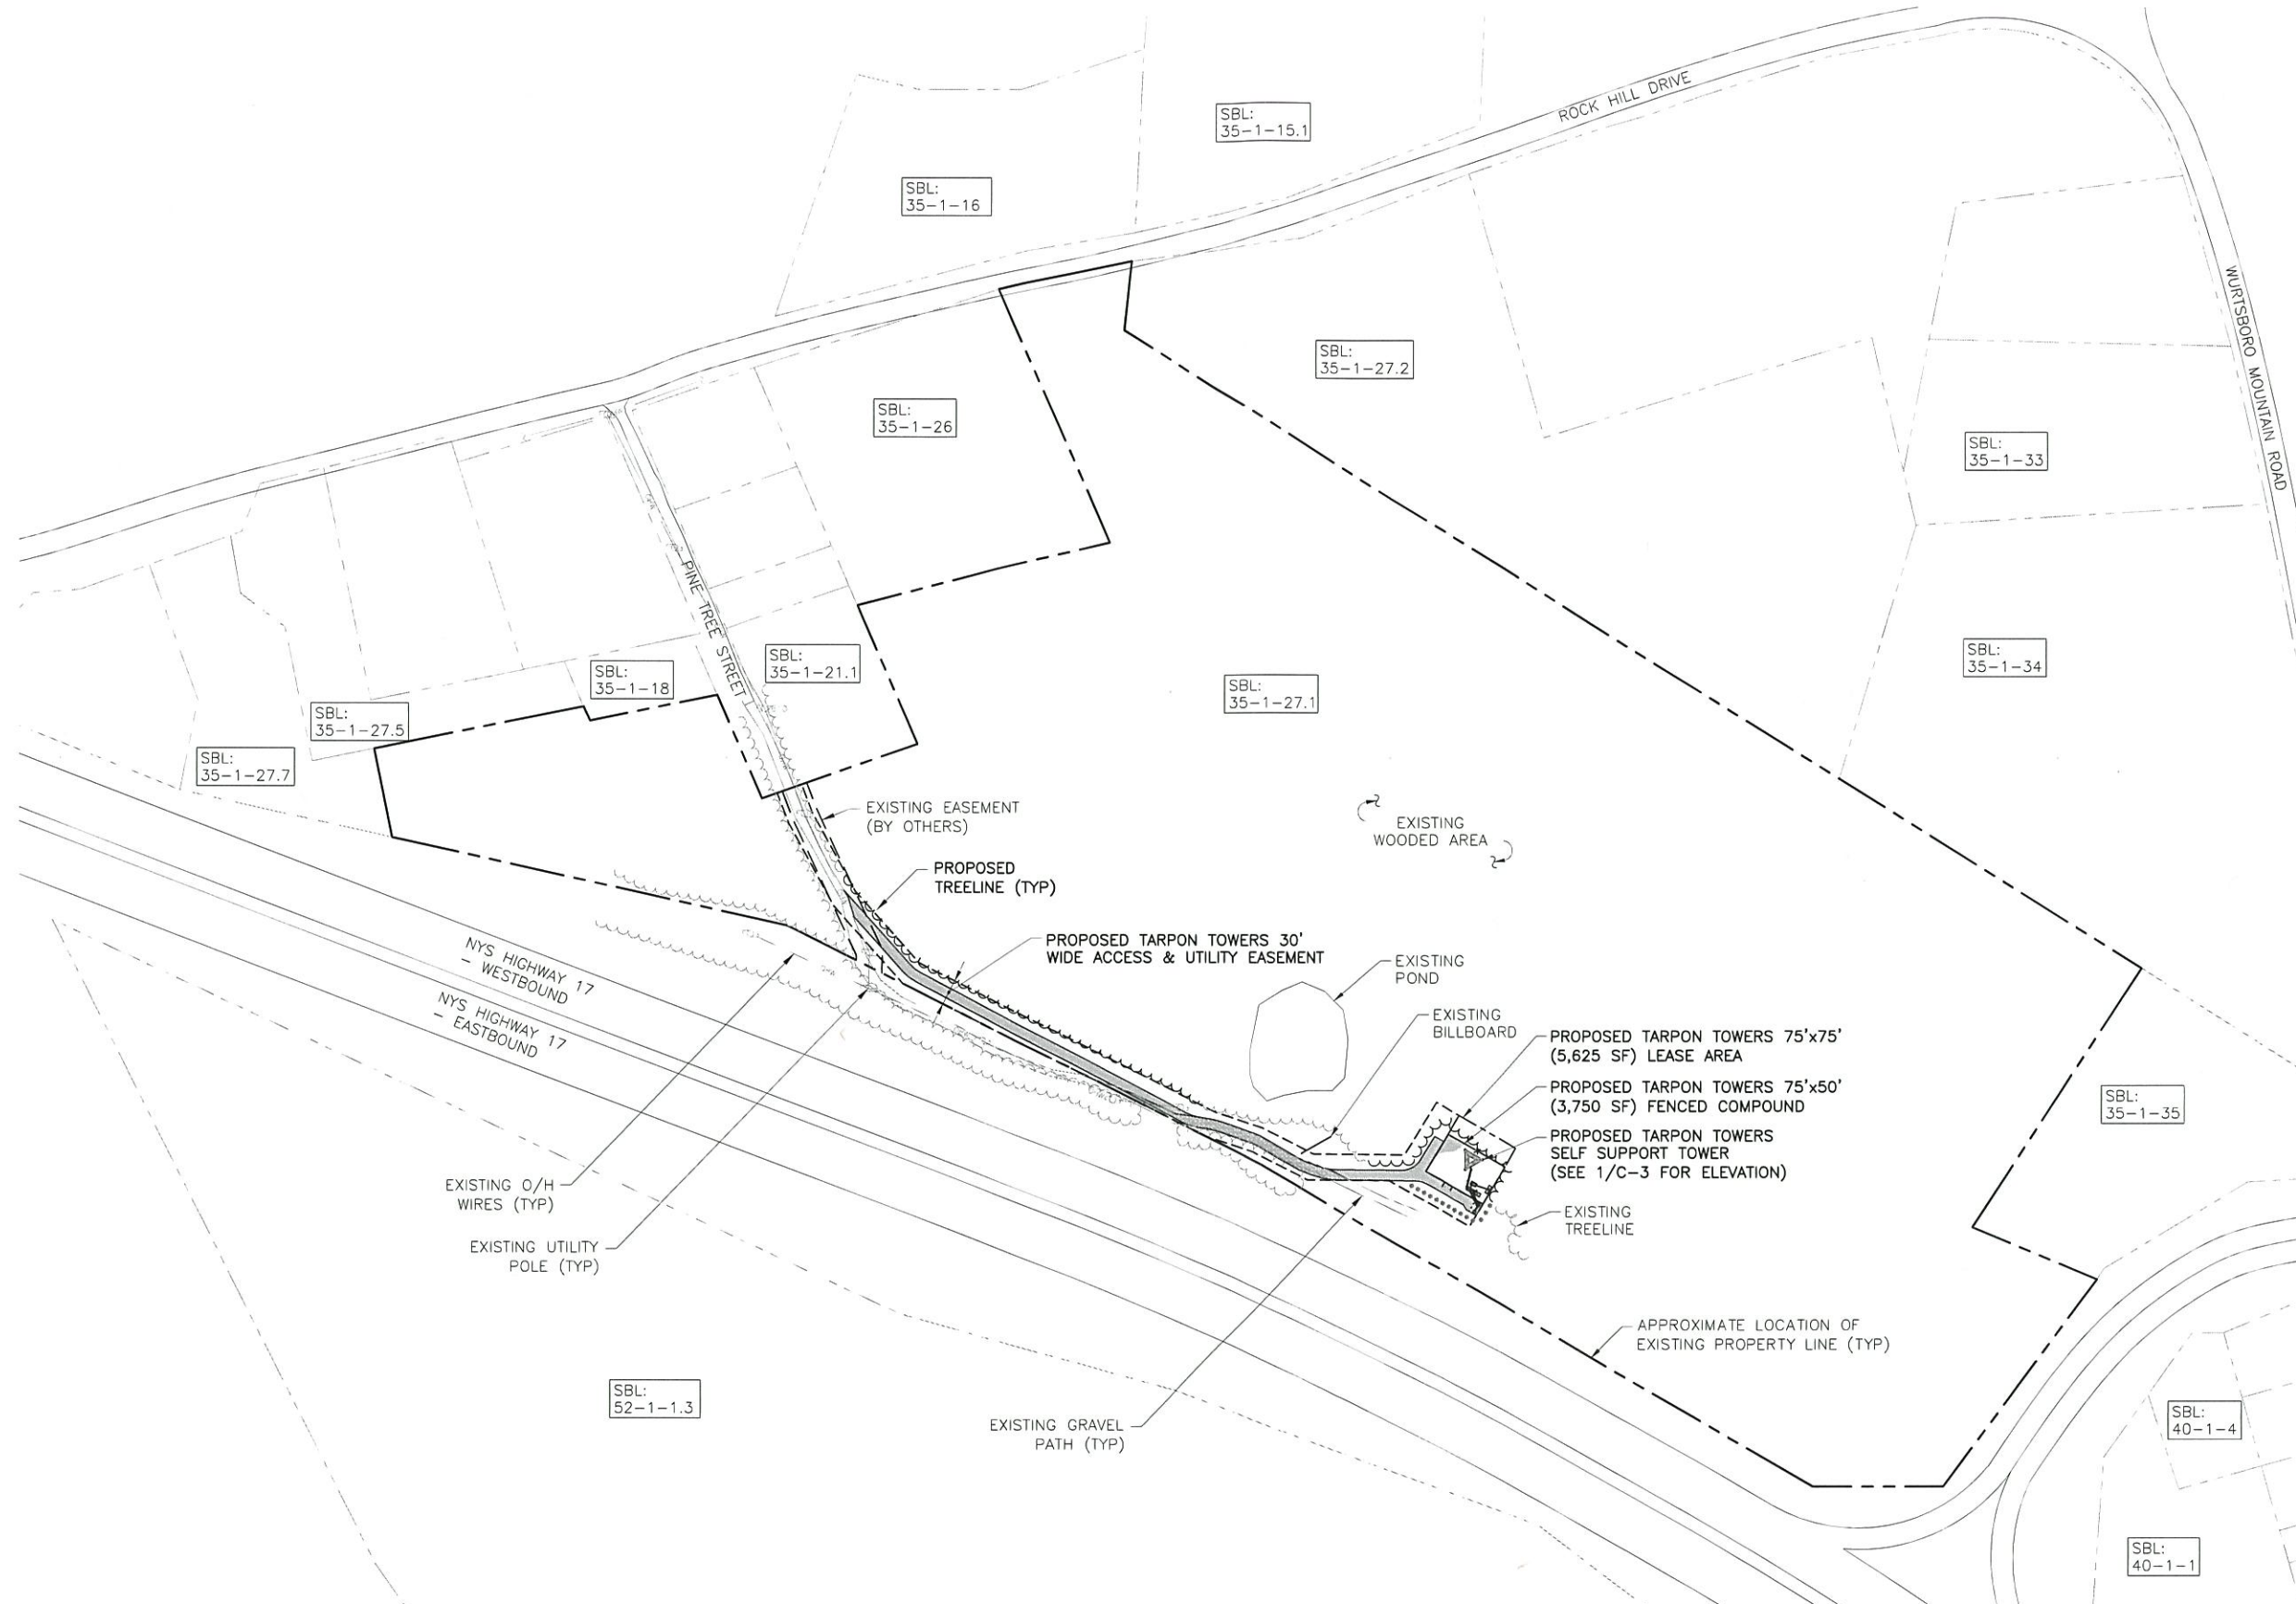 ROCK HILL DRIVE
SBL:
35-1-15.1
SBL:
35-1-16
WURTSBORO MOUNTAIN ROAD
SBL:
35-1-27.2
SBL:
35-1-26
SBL:
35-1-33
PINE TREE STREET
SBL:
35-1-21.1
SBL:
35-1-18
SBL:
35-1-34
SBL:
35-1-27.1
SBL:
35-1-27.5
SBL:
35-1-27.7
EXISTING EASEMENT
(BY OTHERS)
EXISTING
WOODED AREA
PROPOSED
TREELINE (TYP)
PROPOSED TARPON TOWERS 30'
WIDE ACCESS & UTILITY EASEMENT
NYS HIGHWAY 17
- WESTBOUND
NYS HIGHWAY 17
- EASTBOUND
EXISTING
POND
EXISTING
BILLBOARD
PROPOSED TARPON TOWERS 75'x75'
(5,625 SF) LEASE AREA
PROPOSED TARPON TOWERS 75'x50'
(3,750 SF) FENCED COMPOUND
PROPOSED TARPON TOWERS
SELF SUPPORT TOWER
(SEE 1/C-3 FOR ELEVATION)
SBL:
35-1-35
EXISTING O/H
WIRES (TYP)
EXISTING
TREELINE
EXISTING UTILITY
POLE (TYP)
APPROXIMATE LOCATION OF
EXISTING PROPERTY LINE (TYP)
SBL:
52-1-1.3
EXISTING GRAVEL
PATH (TYP)
SBL:
40-1-4
SBL:
40-1-1